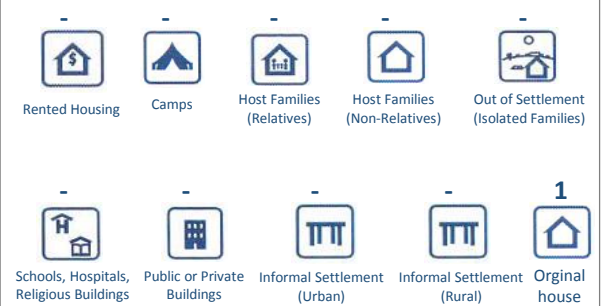 - - - - -
$
Rented Housing Camps Host Families Host Families Out of Settlement
(Relatives) (Non-Relatives) (Isolated Families)
- - - - 1
H
Schools, Hospitals, Public or Private Informal Settlement Informal Settlement Orginal
Religious Buildings Buildings (Urban) (Rural) house